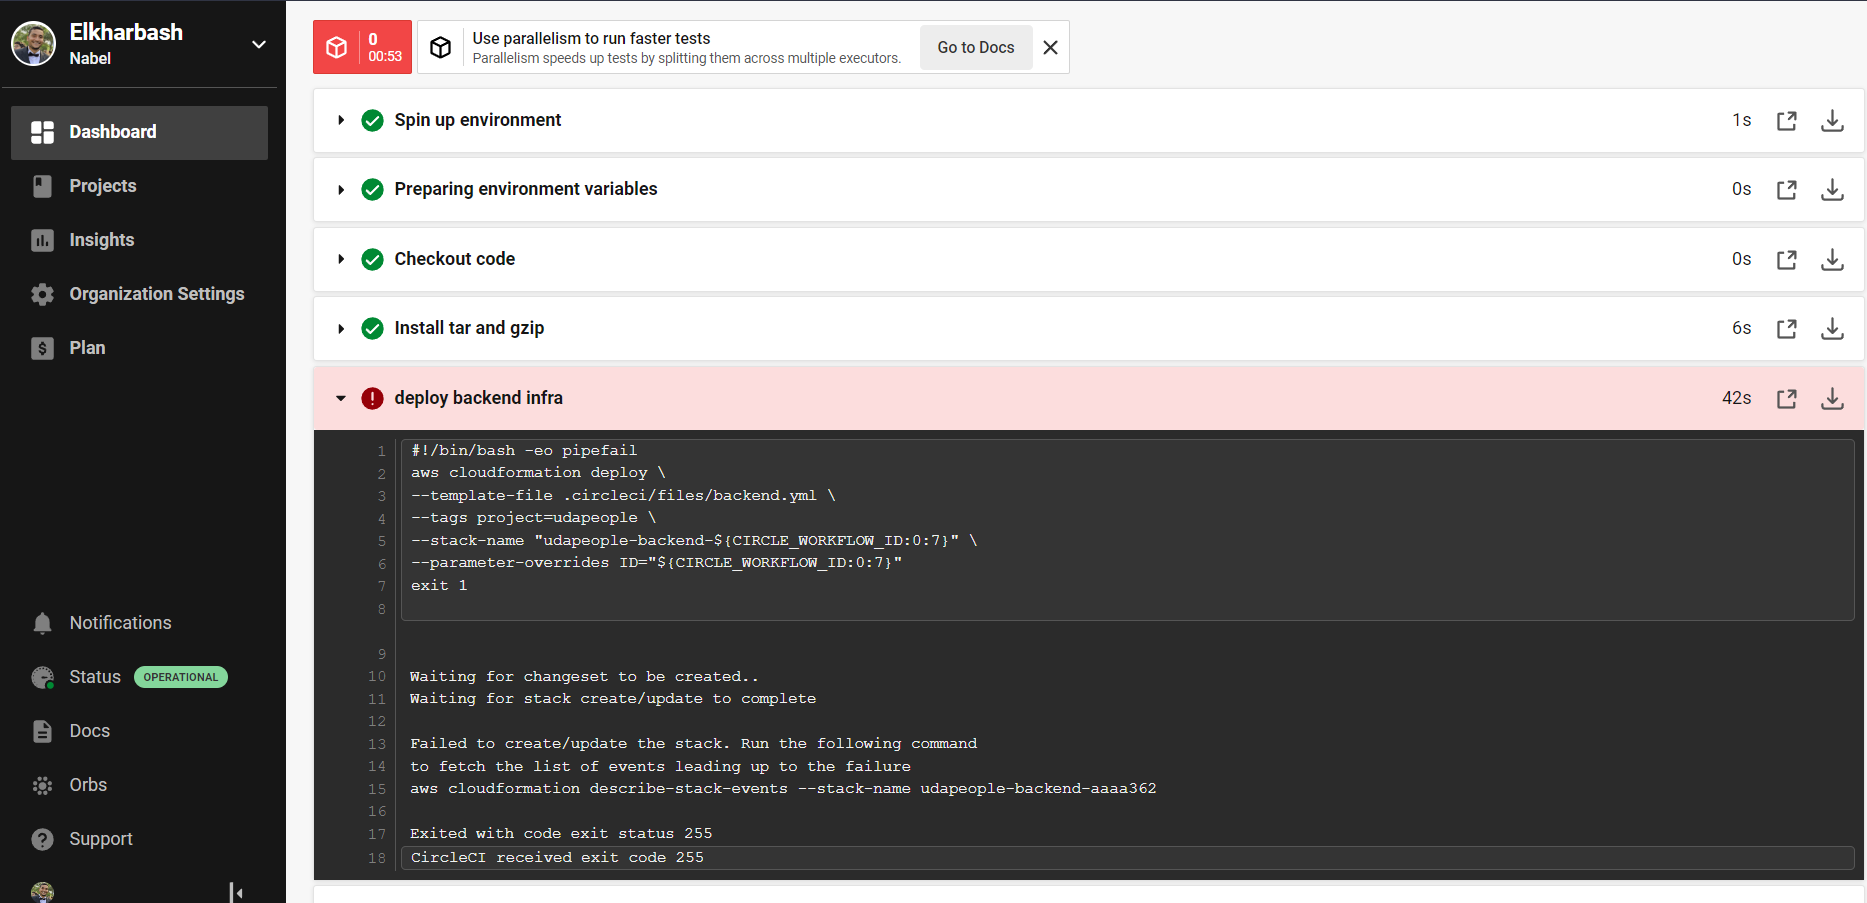 Elkharbash
Nabel
Dashboard
Projects
Insights
Organization Settings
Plan
Notifications
Status OPERATIONAL
Docs
Orbs
Support
0
00:53
Use parallelism to run faster tests
Parallelism speeds up tests by splitting them across multiple executors.
Go to Docs
Spin up environment 1s
Preparing environment variables 0s
Checkout code 0s
Install tar and gzip 6s
deploy backend infra 42s
1 #!/bin/bash -eo pipefail
2 aws cloudformation deploy \
3 --template-file .circleci/files/backend.yml \
4 --tags project=udapeople \
5 --stack-name "udapeople-backend-${CIRCLE_WORKFLOW_ID:0:7}" \
6 --parameter-overrides ID="${CIRCLE_WORKFLOW_ID:0:7}"
7 exit 1
8
9
10 Waiting for changeset to be created..
11 Waiting for stack create/update to complete
12
13 Failed to create/update the stack. Run the following command
14 to fetch the list of events leading up to the failure
15 aws cloudformation describe-stack-events --stack-name udapeople-backend-aaaa362
16
17 Exited with code exit status 255
18 CircleCI received exit code 255